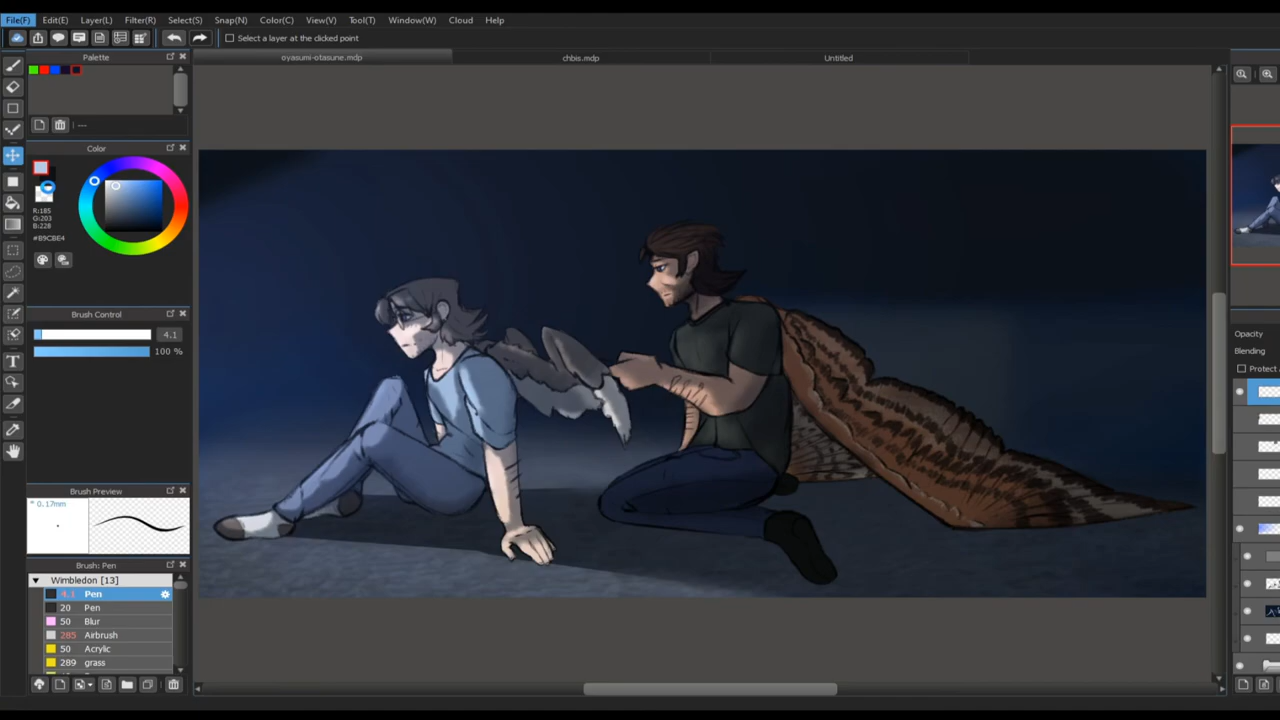 File(F) Edit(E) Layer(L) Filter(R) Select(S) Snap(N) Color(C) View(V) Tool(T) Window(W) Cloud Help
Select a layer at the clicked point
Palette
oyasumi-otasune.mdp
chbis.mdp
Untitled
---
Color
R:185
G:203
B:228
#B9CBE4
Brush Control
4.1
100 %
Opacity
Blending
Protect
Brush Preview
* 0.17mm
Brush: Pen
Wimbledon [13]
4.1 Pen
20 Pen
50 Blur
285 Airbrush
50 Acrylic
289 grass